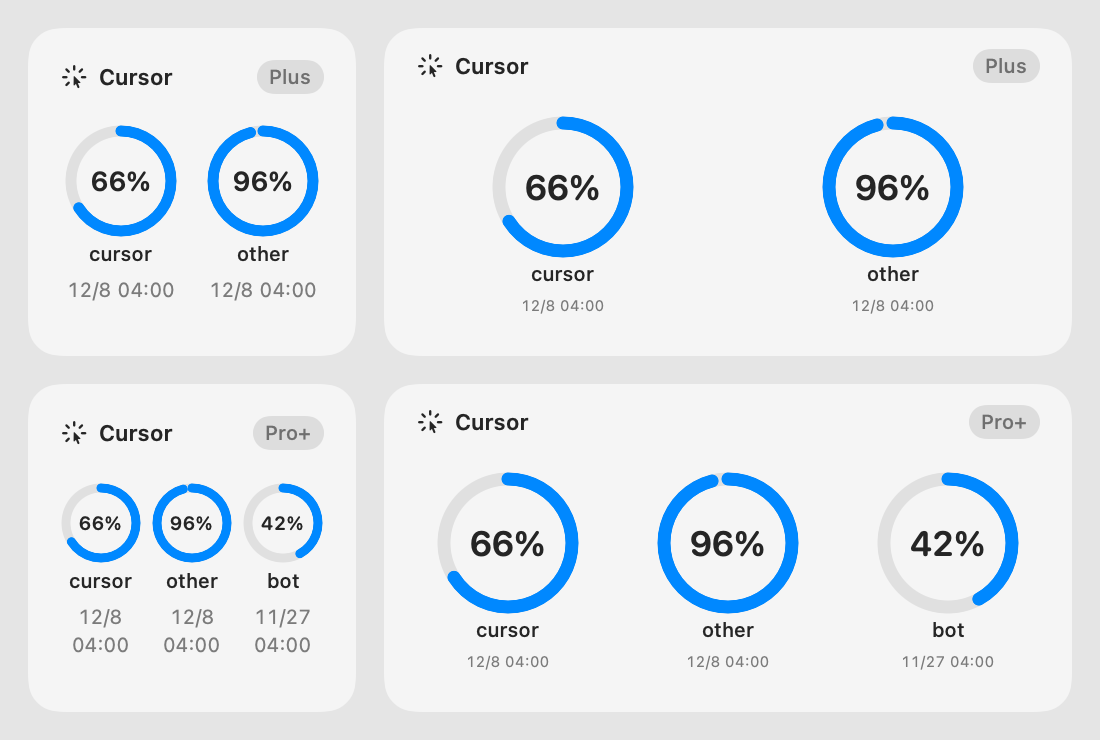 Cursor
Plus
66%
96%
cursor
other
12/8 04:00
12/8 04:00
Cursor
Plus
66%
96%
cursor
other
12/8 04:00
12/8 04:00
Cursor
Pro+
66%
96%
42%
cursor
other
bot
12/8
04:00
12/8
04:00
11/27
04:00
Cursor
Pro+
66%
96%
42%
cursor
other
bot
12/8 04:00
12/8 04:00
11/27 04:00